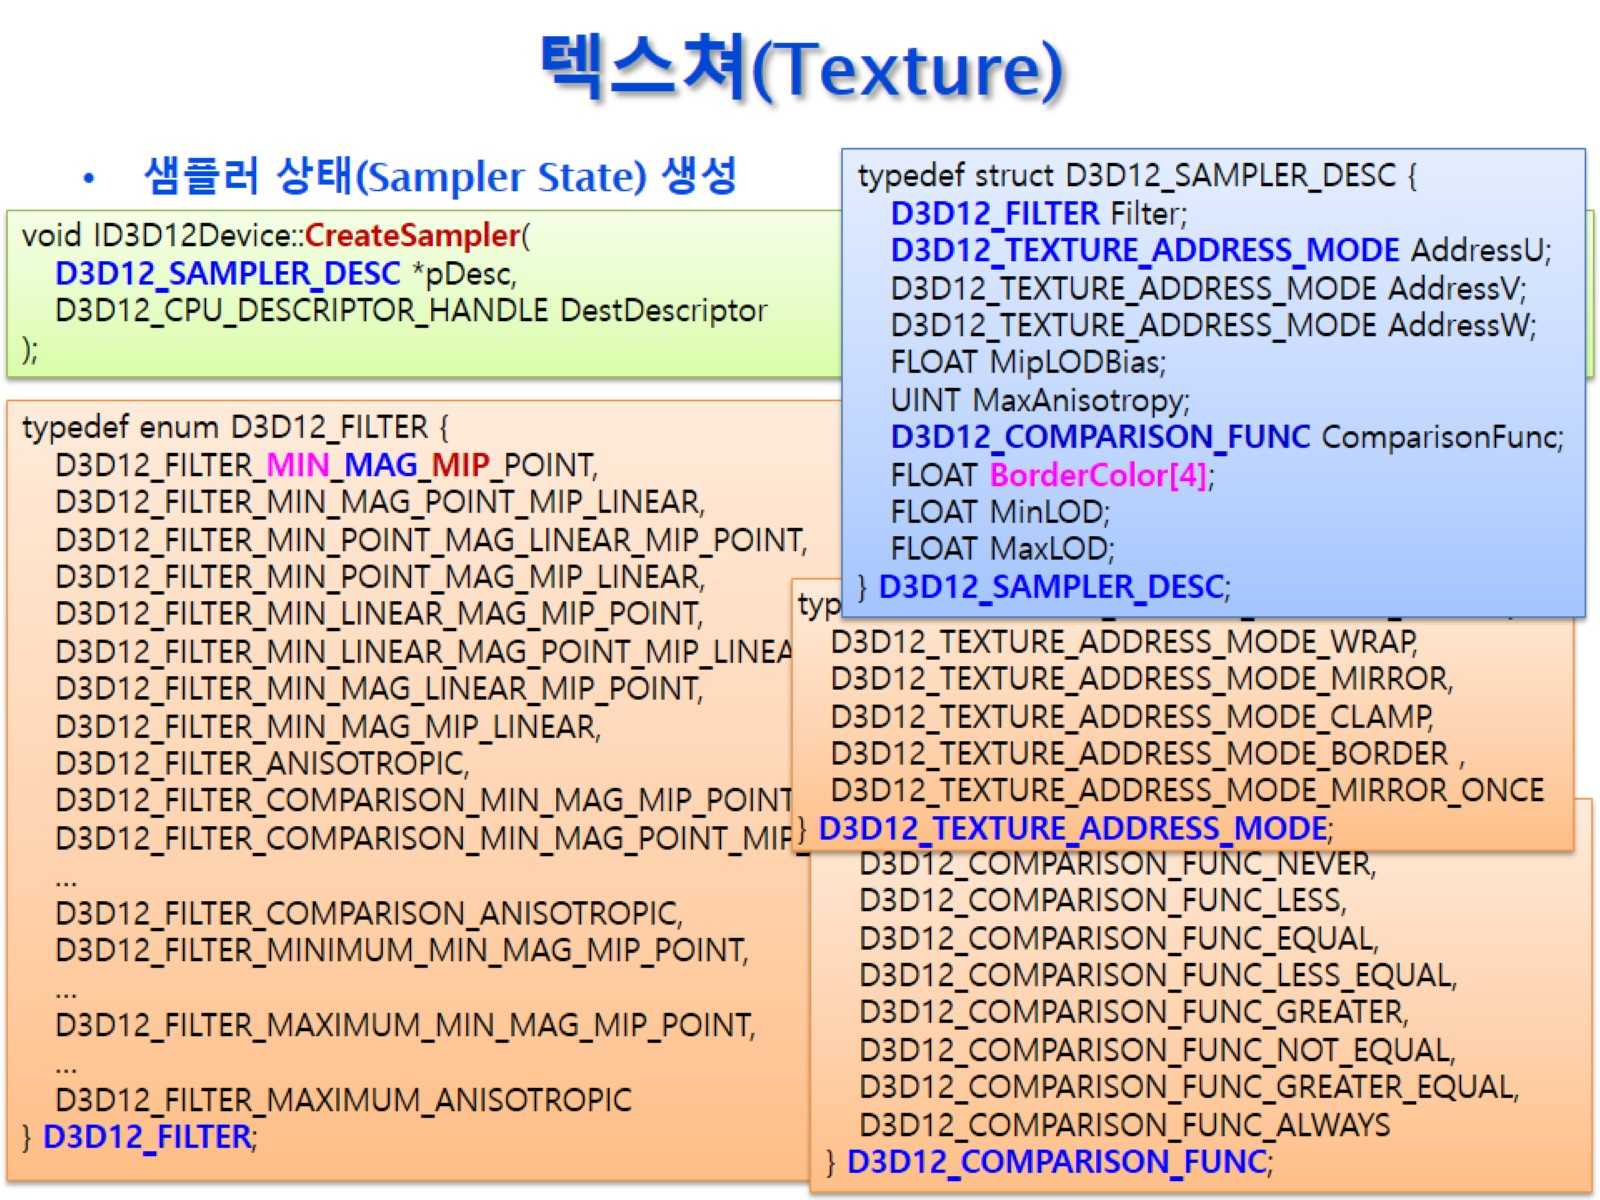 텍스쳐(Texture)
• 샘플러 상태(Sampler State) 생성
void ID3D12Device::CreateSampler(
D3D12_SAMPLER_DESC *pDesc,
D3D12_CPU_DESCRIPTOR_HANDLE DestDescriptor
);
typedef struct D3D12_SAMPLER_DESC {
D3D12_FILTER Filter;
D3D12_TEXTURE_ADDRESS_MODE AddressU;
D3D12_TEXTURE_ADDRESS_MODE AddressV;
D3D12_TEXTURE_ADDRESS_MODE AddressW;
FLOAT MipLODBias;
UINT MaxAnisotropy;
D3D12_COMPARISON_FUNC ComparisonFunc;
FLOAT BorderColor[4];
FLOAT MinLOD;
FLOAT MaxLOD;
} D3D12_SAMPLER_DESC;
typedef enum D3D12_FILTER {
D3D12_FILTER_MIN_MAG_MIP_POINT,
D3D12_FILTER_MIN_MAG_POINT_MIP_LINEAR,
D3D12_FILTER_MIN_POINT_MAG_LINEAR_MIP_POINT,
D3D12_FILTER_MIN_POINT_MAG_MIP_LINEAR,
D3D12_FILTER_MIN_LINEAR_MAG_MIP_POINT,
D3D12_FILTER_MIN_LINEAR_MAG_POINT_MIP_LINEA
D3D12_FILTER_MIN_MAG_LINEAR_MIP_POINT,
D3D12_FILTER_MIN_MAG_MIP_LINEAR,
D3D12_FILTER_ANISOTROPIC,
D3D12_FILTER_COMPARISON_MIN_MAG_MIP_POINT
D3D12_FILTER_COMPARISON_MIN_MAG_POINT_MIP_
...
D3D12_FILTER_COMPARISON_ANISOTROPIC,
D3D12_FILTER_MINIMUM_MIN_MAG_MIP_POINT,
...
D3D12_FILTER_MAXIMUM_MIN_MAG_MIP_POINT,
...
D3D12_FILTER_MAXIMUM_ANISOTROPIC
} D3D12_FILTER;
typ
D3D12_TEXTURE_ADDRESS_MODE_WRAP,
D3D12_TEXTURE_ADDRESS_MODE_MIRROR,
D3D12_TEXTURE_ADDRESS_MODE_CLAMP,
D3D12_TEXTURE_ADDRESS_MODE_BORDER ,
D3D12_TEXTURE_ADDRESS_MODE_MIRROR_ONCE
} D3D12_TEXTURE_ADDRESS_MODE;
D3D12_COMPARISON_FUNC_NEVER,
D3D12_COMPARISON_FUNC_LESS,
D3D12_COMPARISON_FUNC_EQUAL,
D3D12_COMPARISON_FUNC_LESS_EQUAL,
D3D12_COMPARISON_FUNC_GREATER,
D3D12_COMPARISON_FUNC_NOT_EQUAL,
D3D12_COMPARISON_FUNC_GREATER_EQUAL,
D3D12_COMPARISON_FUNC_ALWAYS
} D3D12_COMPARISON_FUNC;